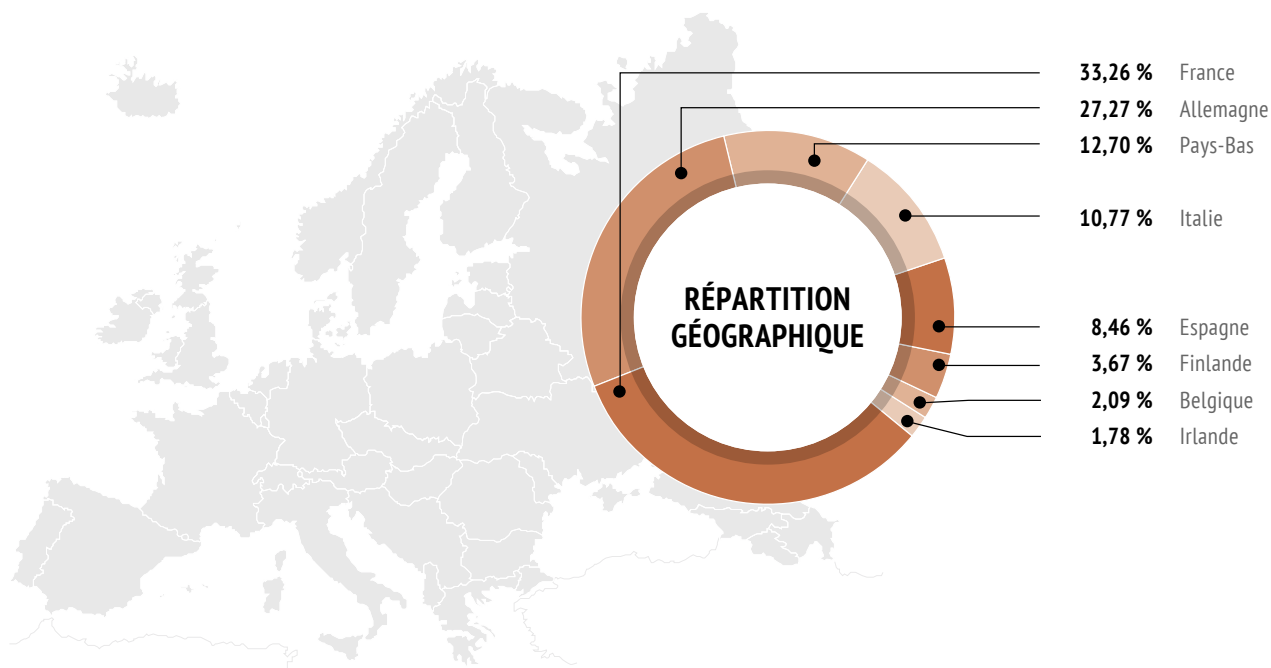 33,26 % France
27,27 % Allemagne
12,70 % Pays-Bas
10,77 % Italie
RÉPARTITION
GÉOGRAPHIQUE
8,46 % Espagne
3,67 % Finlande
2,09 % Belgique
1,78 % Irlande